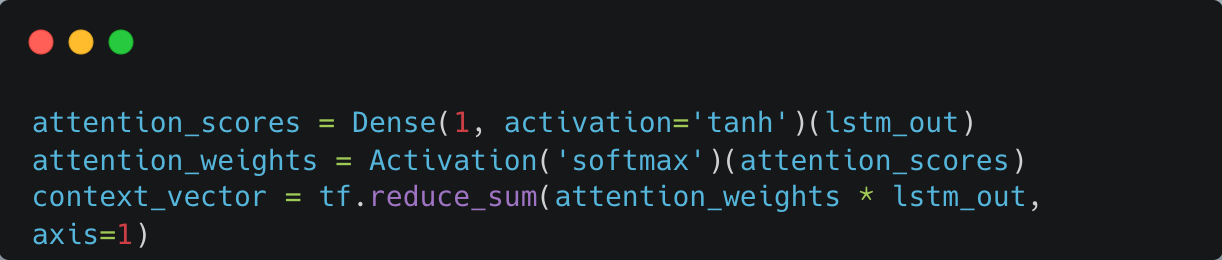 attention_scores = Dense(1, activation='tanh')(lstm_out)
attention_weights = Activation('softmax')(attention_scores)
context_vector = tf.reduce_sum(attention_weights * lstm_out,
axis=1)